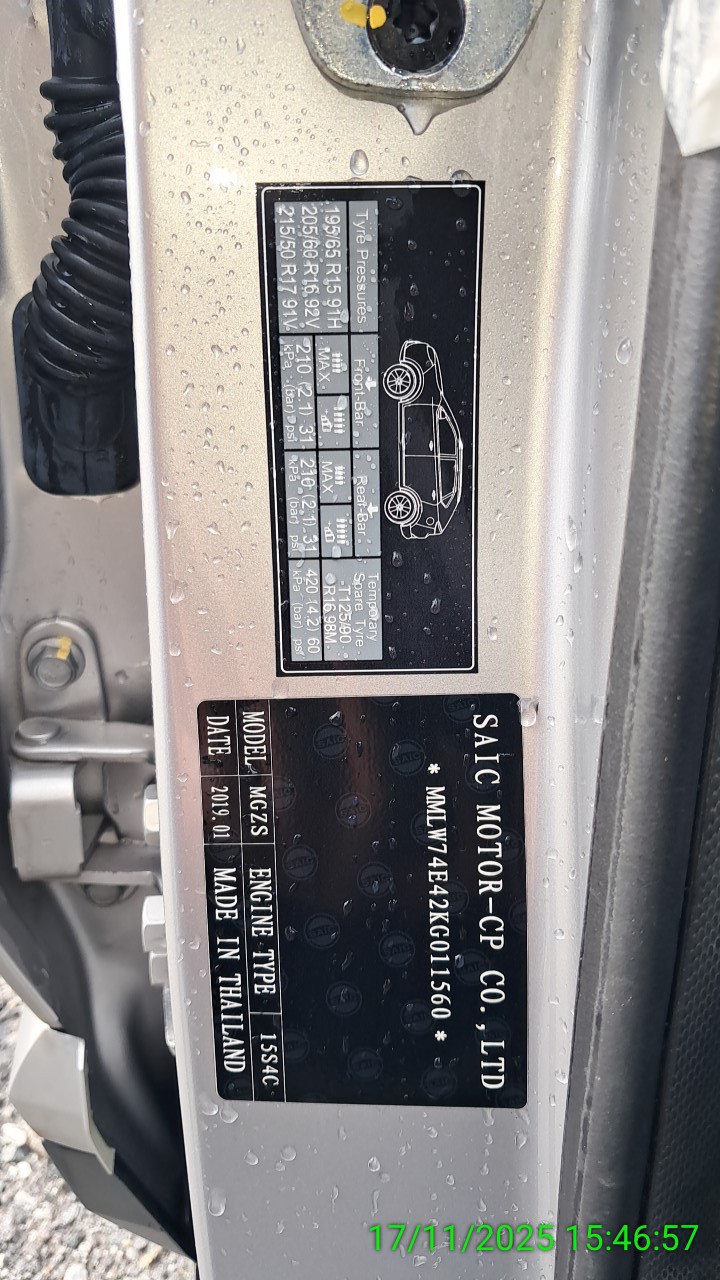 Tyre Pressures
Front-Bar
Rear-Bar
Temporary
Spare Tyre
MAX
MAX
T125/90
R16 98M
195/65 R15 91H
205/60 R16 92V
215/50 R17 91V
210 (2.1) 31
210 (2.1) 31
420 (4.2) 60
kPa (bar) psi
kPa (bar) psi
kPa (bar) psi
SAIC MOTOR-CP CO.,LTD
* MMLW74E42KG011560 *
MODEL MGZS ENGINE TYPE 15S4C
DATE 2019.01 MADE IN THAILAND
SAIC
17/11/2025 15:46:57